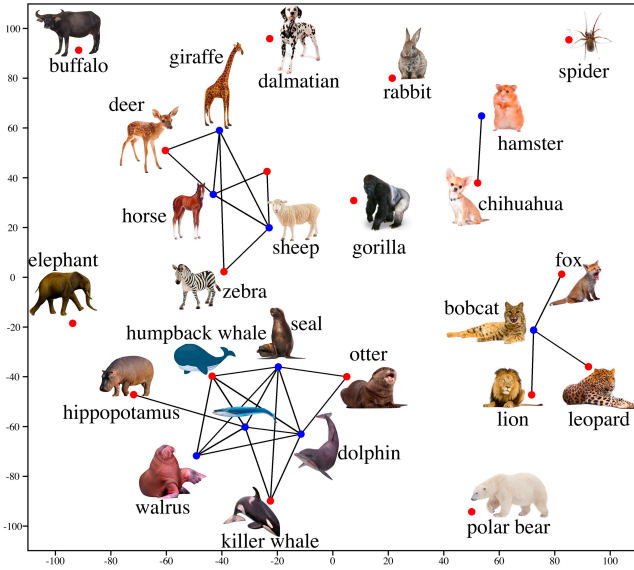 buffalo
giraffe
dalmatian
rabbit
spider
deer
hamster
chihuahua
horse
sheep
gorilla
elephant
zebra
fox
bobcat
humpback whale
seal
otter
hippopotamus
lion
leopard
dolphin
walrus
killer whale
polar bear
100
80
60
40
20
0
-20
-40
-60
-80
-100
-100 -80 -60 -40 -20 0 20 40 60 80 100